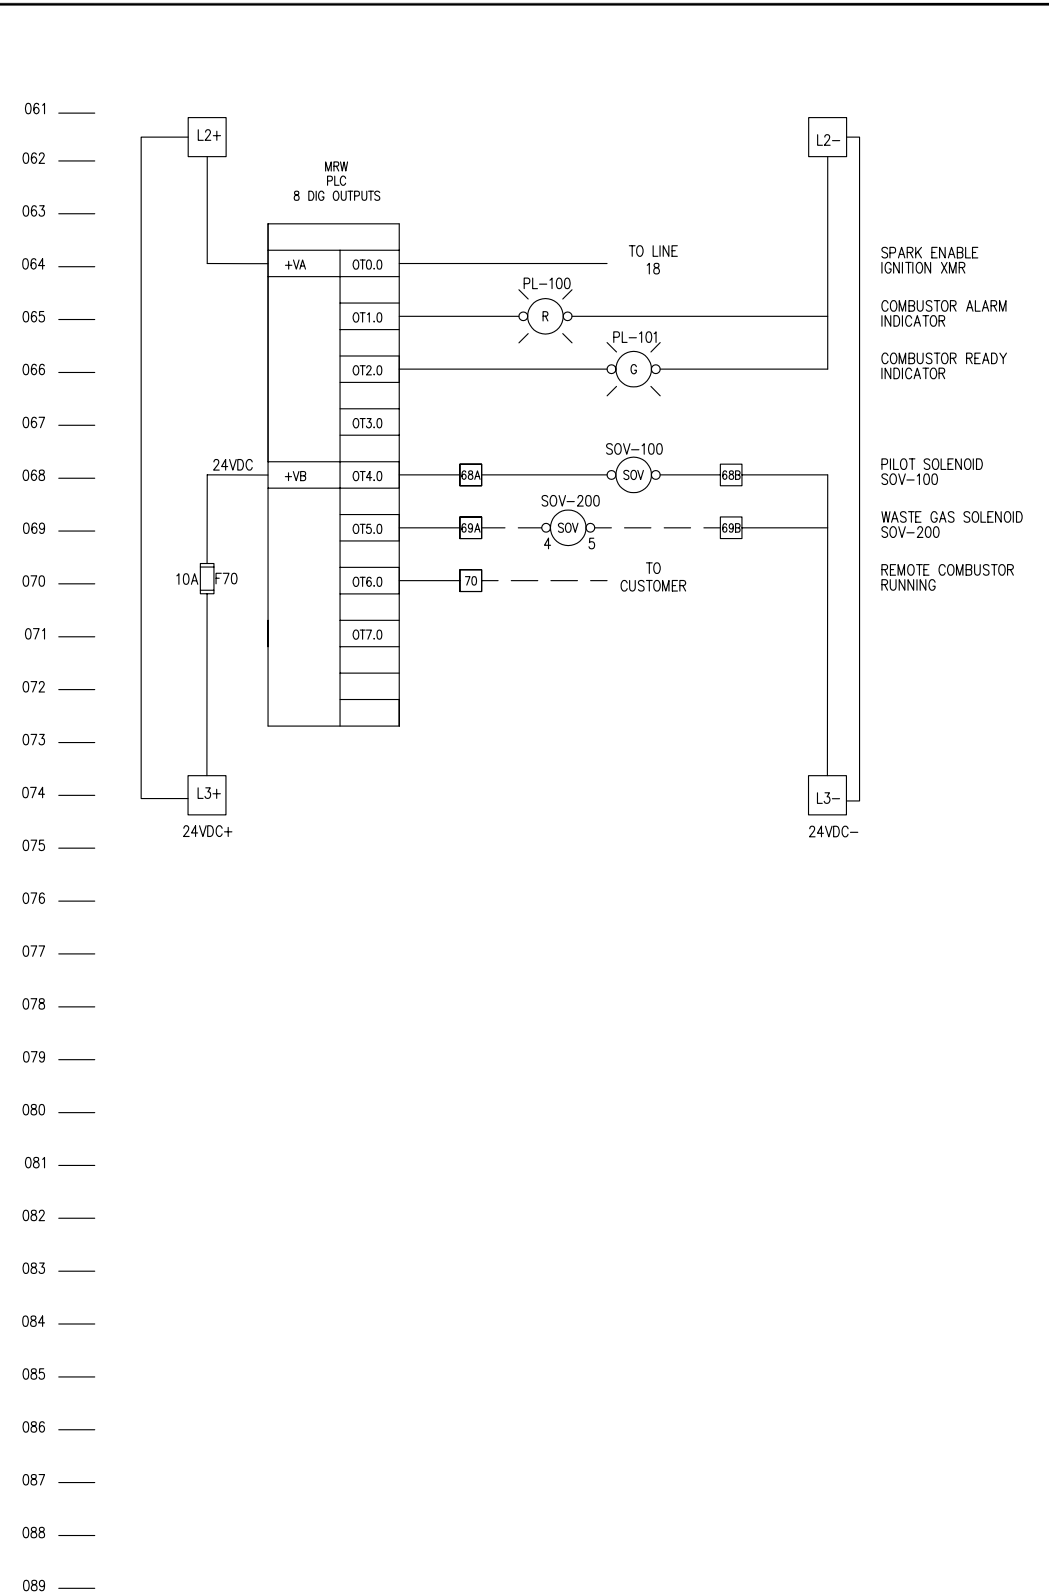 061
L2+
L2–
062
MRW
PLC
8 DIG OUTPUTS
063
064
+VA
OT0.0
TO LINE
18
SPARK ENABLE
IGNITION XMR
PL–100
065
OT1.0
R
COMBUSTOR ALARM
INDICATOR
PL–101
066
OT2.0
G
COMBUSTOR READY
INDICATOR
067
OT3.0
SOV–100
068
24VDC
+VB
OT4.0
68A
SOV
68B
PILOT SOLENOID
SOV–100
SOV–200
069
OT5.0
69A
4
SOV
5
69B
WASTE GAS SOLENOID
SOV–200
070
10A
F70
OT6.0
70
TO
CUSTOMER
REMOTE COMBUSTOR
RUNNING
071
OT7.0
072
073
074
L3+
L3–
24VDC+
24VDC–
075
076
077
078
079
080
081
082
083
084
085
086
087
088
089